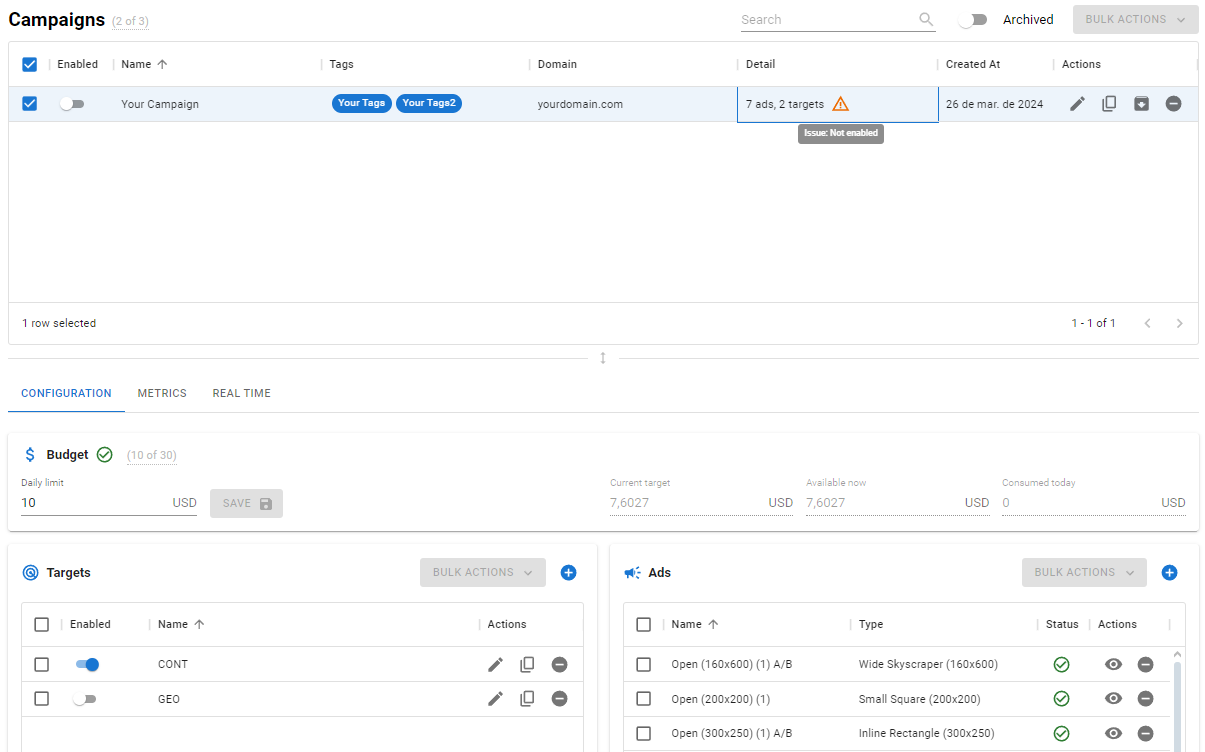 Campaigns (2 of 3)
Search
Archived
BULK ACTIONS
Enabled Name Tags Domain Detail Created At Actions
Your Campaign Your Tags Your Tags2 yourdomain.com 7 ads, 2 targets 26 de mar. de 2024
Issue: Not enabled
1 row selected
1 - 1 of 1
CONFIGURATION METRICS REAL TIME
$ Budget (10 of 30)
Daily limit Current target Available now Consumed today
10 USD SAVE 7,6027 USD 7,6027 USD 0 USD
Targets BULK ACTIONS
Enabled Name Actions
CONT
GEO
Ads BULK ACTIONS
Name Type Status Actions
Open (160x600) (1) A/B Wide Skyscraper (160x600)
Open (200x200) (1) Small Square (200x200)
Open (300x250) (1) A/B Inline Rectangle (300x250)